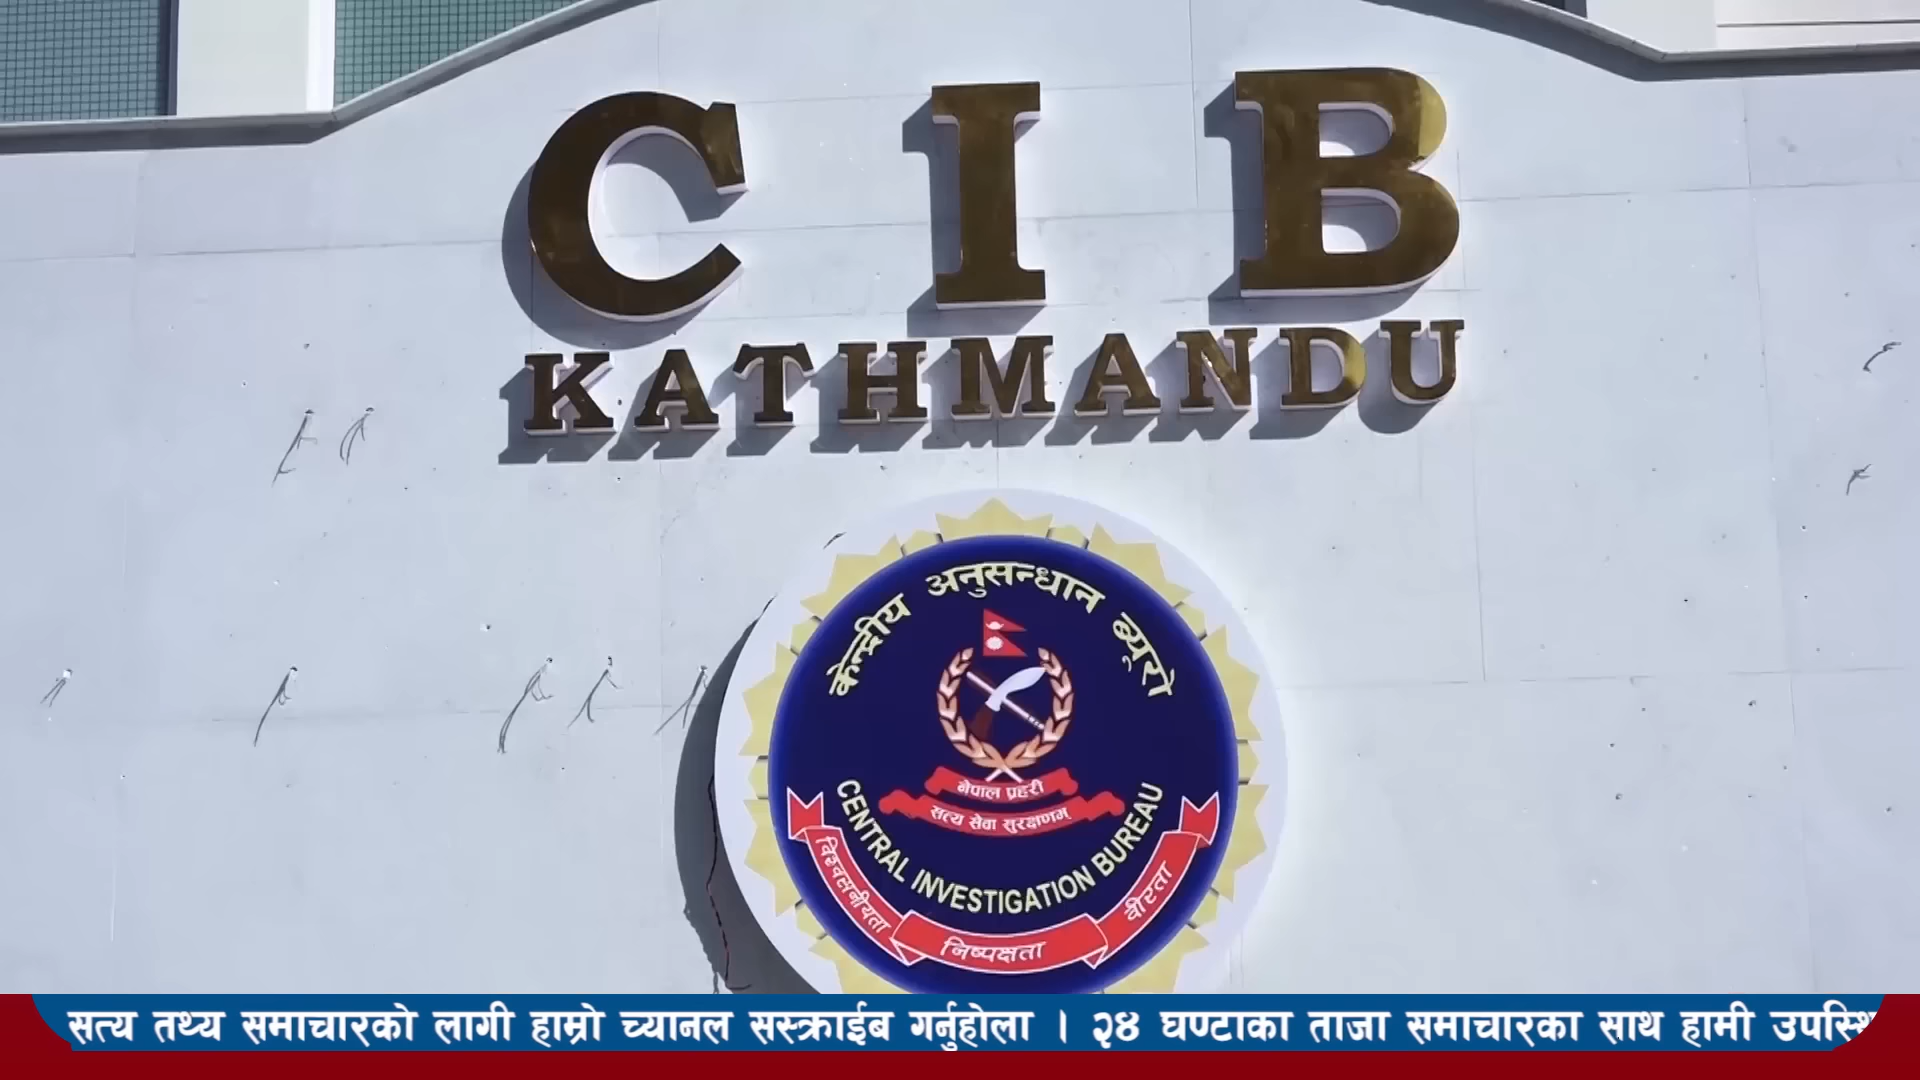 CIB
KATHMANDU
केन्द्रीय अनुसन्धान ब्यूरो
नेपाल प्रहरी
सत्य सेवा सुरक्षणम्
CENTRAL INVESTIGATION BUREAU
विश्वसनीयता
निष्पक्षता
वीरता
सत्य तथ्य समाचारको लागी हाम्रो च्यानल सस्क्राईब गर्नुहोला । २४ घण्टाका ताजा समाचारका साथ हामी